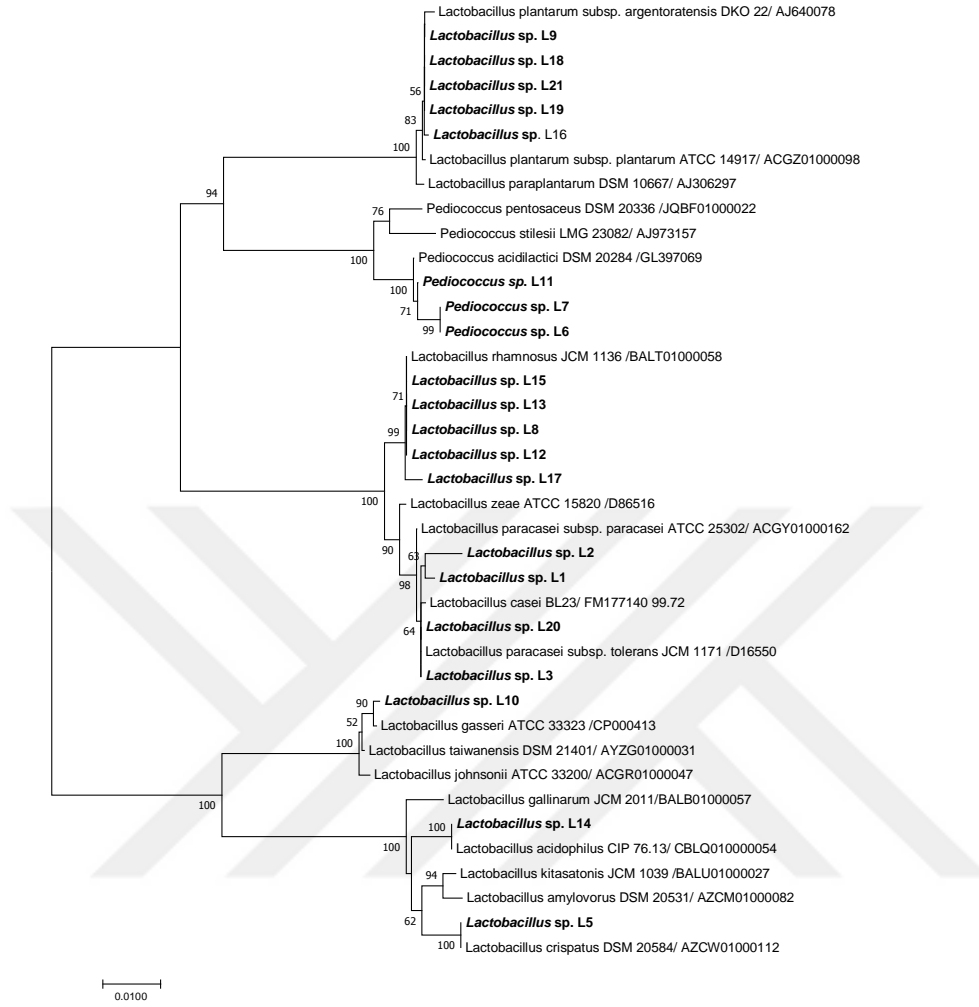 Lactobacillus plantarum subsp. argentoratensis DKO 22/ AJ640078
Lactobacillus sp. L9
Lactobacillus sp. L18
Lactobacillus sp. L21
56
Lactobacillus sp. L19
83
Lactobacillus sp. L16
100
Lactobacillus plantarum subsp. plantarum ATCC 14917/ ACGZ01000098
Lactobacillus paraplantarum DSM 10667/ AJ306297
94
Pediococcus pentosaceus DSM 20336 /JQBF01000022
76
Pediococcus stilesii LMG 23082/ AJ973157
100
Pediococcus acidilactici DSM 20284 /GL397069
Pediococcus sp. L11
100
Pediococcus sp. L7
71
Pediococcus sp. L6
99
Lactobacillus rhamnosus JCM 1136 /BALT01000058
Lactobacillus sp. L15
71
Lactobacillus sp. L13
Lactobacillus sp. L8
99
Lactobacillus sp. L12
Lactobacillus sp. L17
100
Lactobacillus zeae ATCC 15820 /D86516
Lactobacillus paracasei subsp. paracasei ATCC 25302/ ACGY01000162
90
Lactobacillus sp. L2
63
Lactobacillus sp. L1
98
Lactobacillus casei BL23/ FM177140 99.72
Lactobacillus sp. L20
64
Lactobacillus paracasei subsp. tolerans JCM 1171 /D16550
Lactobacillus sp. L3
90
Lactobacillus sp. L10
52
Lactobacillus gasseri ATCC 33323 /CP000413
100
Lactobacillus taiwanensis DSM 21401/ AYZG01000031
Lactobacillus johnsonii ATCC 33200/ ACGR01000047
100
Lactobacillus gallinarum JCM 2011/BALB01000057
100
Lactobacillus sp. L14
100
Lactobacillus acidophilus CIP 76.13/ CBLQ010000054
94
Lactobacillus kitasatonis JCM 1039 /BALU01000027
Lactobacillus amylovorus DSM 20531/ AZCM01000082
62
Lactobacillus sp. L5
100
Lactobacillus crispatus DSM 20584/ AZCW01000112
0.0100